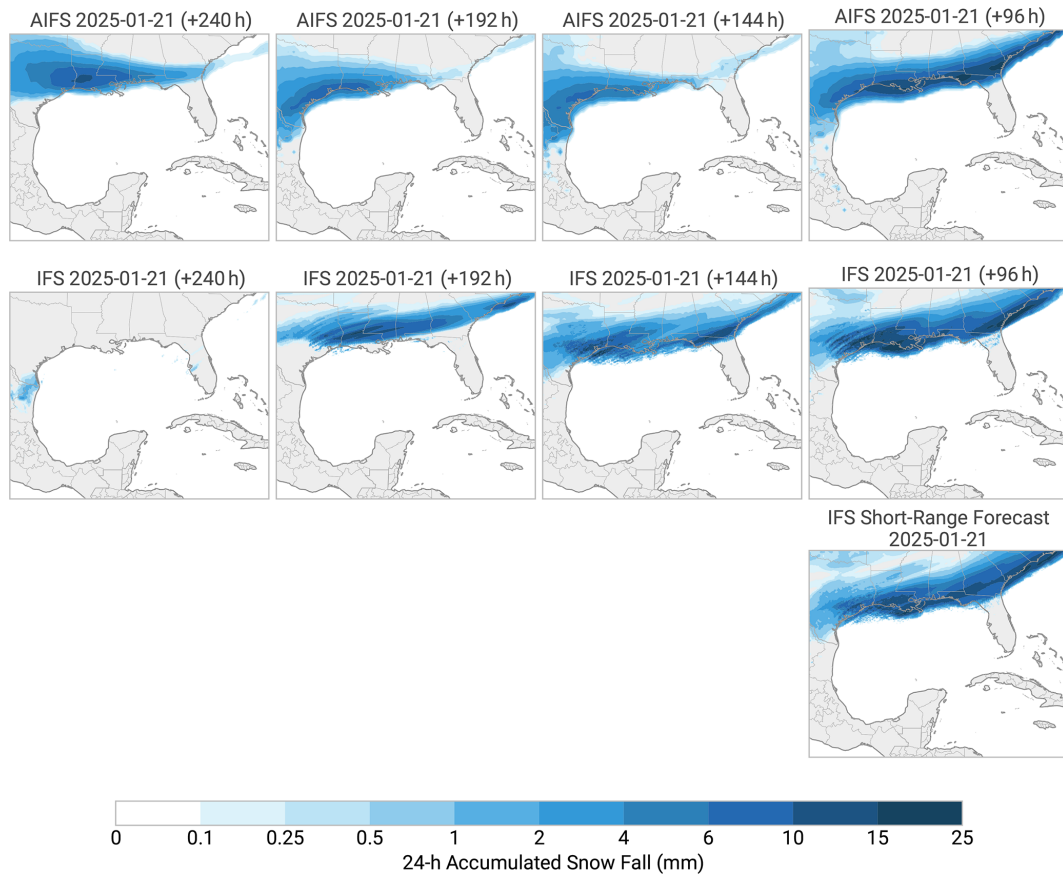 AIFS 2025-01-21 (+240 h)
AIFS 2025-01-21 (+192 h)
AIFS 2025-01-21 (+144 h)
AIFS 2025-01-21 (+96 h)
IFS 2025-01-21 (+240 h)
IFS 2025-01-21 (+192 h)
IFS 2025-01-21 (+144 h)
IFS 2025-01-21 (+96 h)
IFS Short-Range Forecast
2025-01-21
0 0.1 0.25 0.5 1 2 4 6 10 15 25
24-h Accumulated Snow Fall (mm)